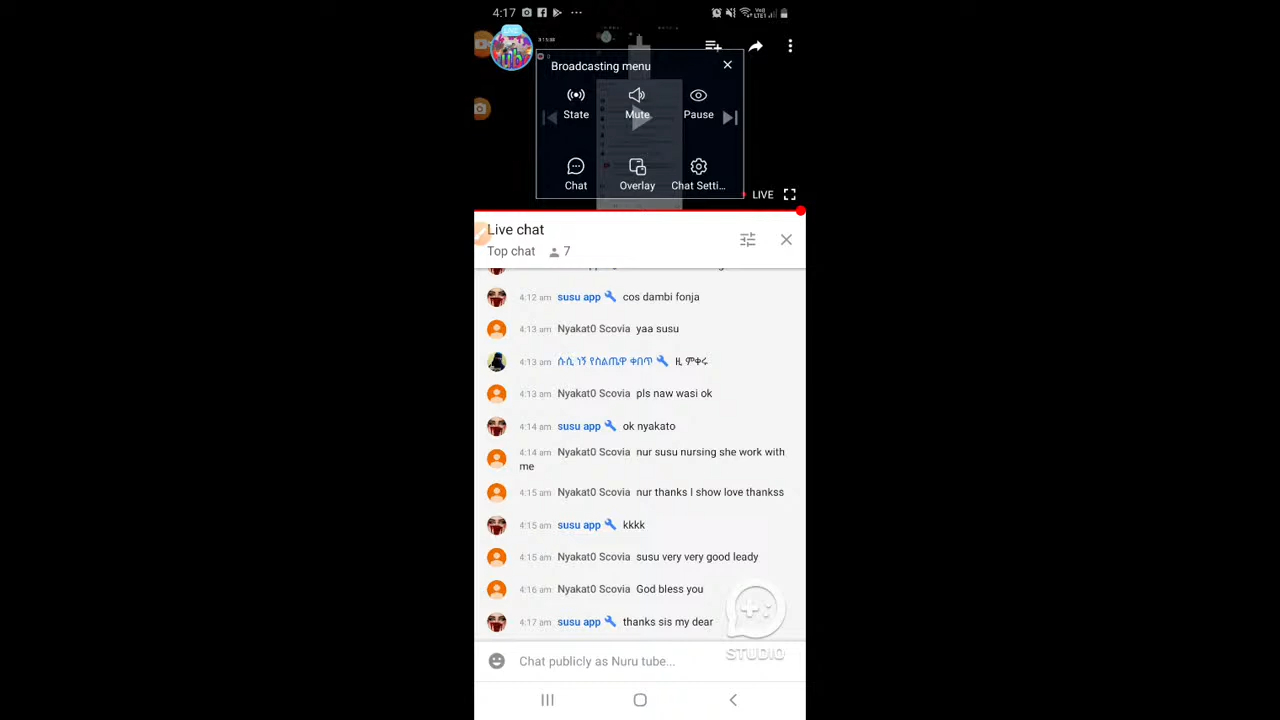 4:17
Broadcasting menu
State
Mute
Pause
Chat
Overlay
Chat Setti...
LIVE
Live chat
Top chat 7
4:12 am susu app cos dambi fonja
4:13 am Nyakat0 Scovia yaa susu
4:13 am ሱሲ ነኝ የስልጤዋ ቀበጥ ዚ ምቀሩ
4:13 am Nyakat0 Scovia pls naw wasi ok
4:14 am susu app ok nyakato
4:14 am Nyakat0 Scovia nur susu nursing she work with
me
4:15 am Nyakat0 Scovia nur thanks I show love thankss
4:15 am susu app kkkk
4:15 am Nyakat0 Scovia susu very very good leady
4:16 am Nyakat0 Scovia God bless you
4:17 am susu app thanks sis my dear
STUDIO
Chat publicly as Nuru tube...